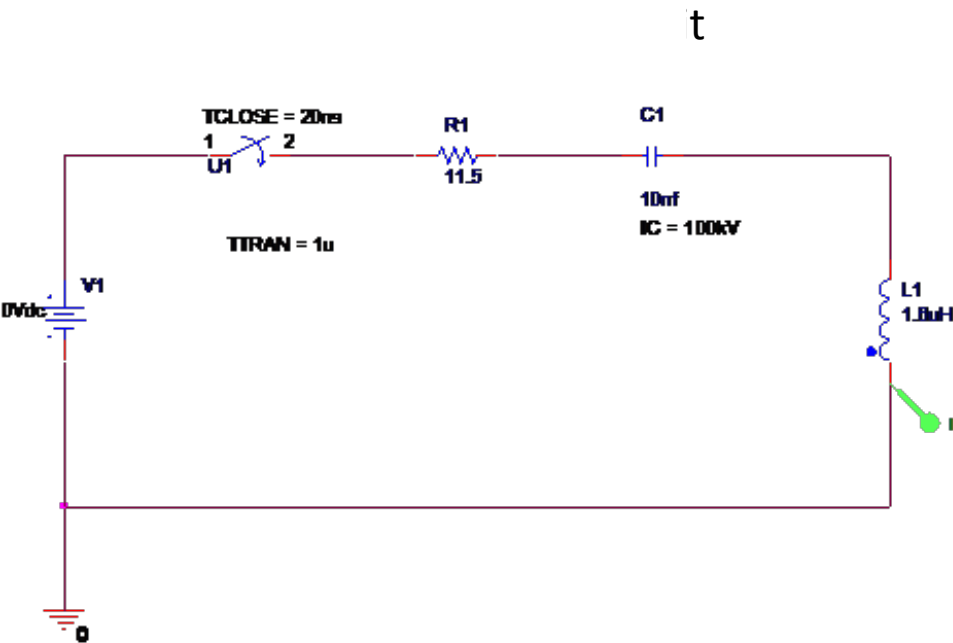 t
TCLOSE = 20ns
1 2
U1
R1
11.5
C1
10nf
IC = 100kV
TTRAN = 1u
V1
0Vdc
L1
1.8uH
I
0